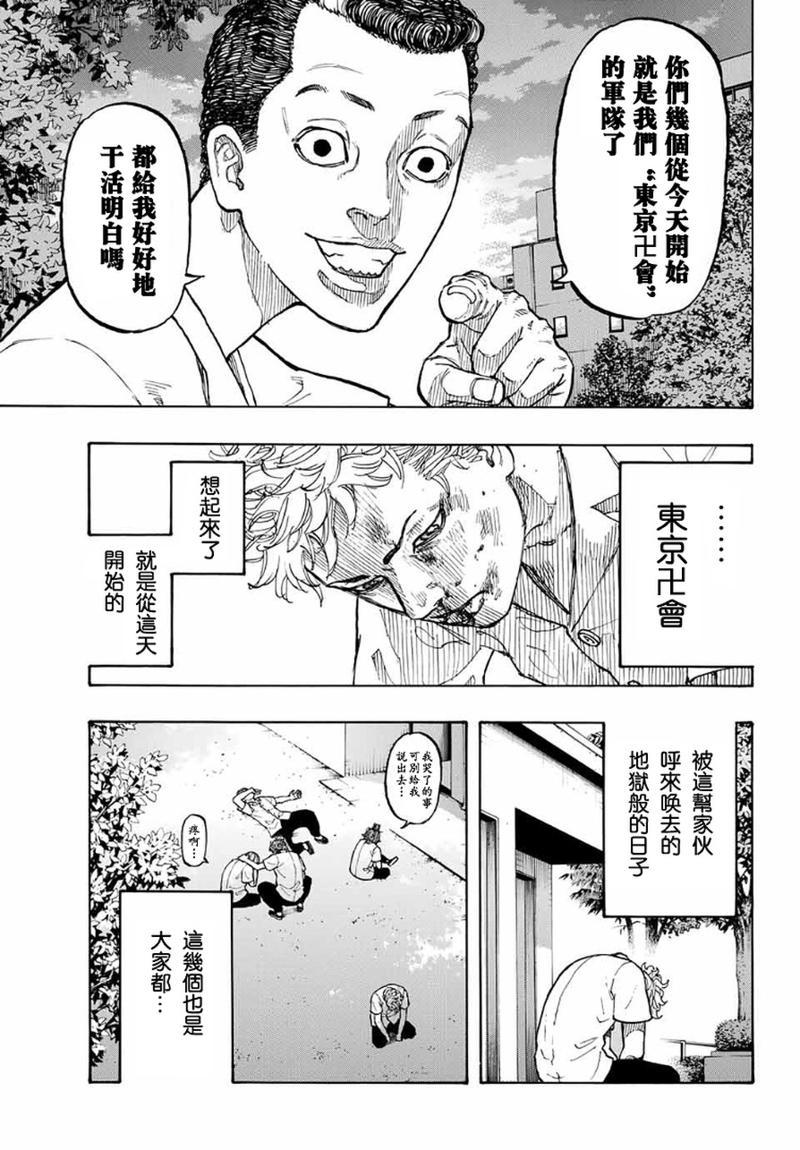 你們幾個從今天開始
就是我們“東京卍會”
的軍隊了
都給我好好地
干活明白嗎
……
東京卍會
想起來了
就是從這天
開始的
被這幫家伙
呼來喚去的
地獄般的日子
我哭了的事
可別給我
說出去…
疼啊…
這幾個也是
大家都…